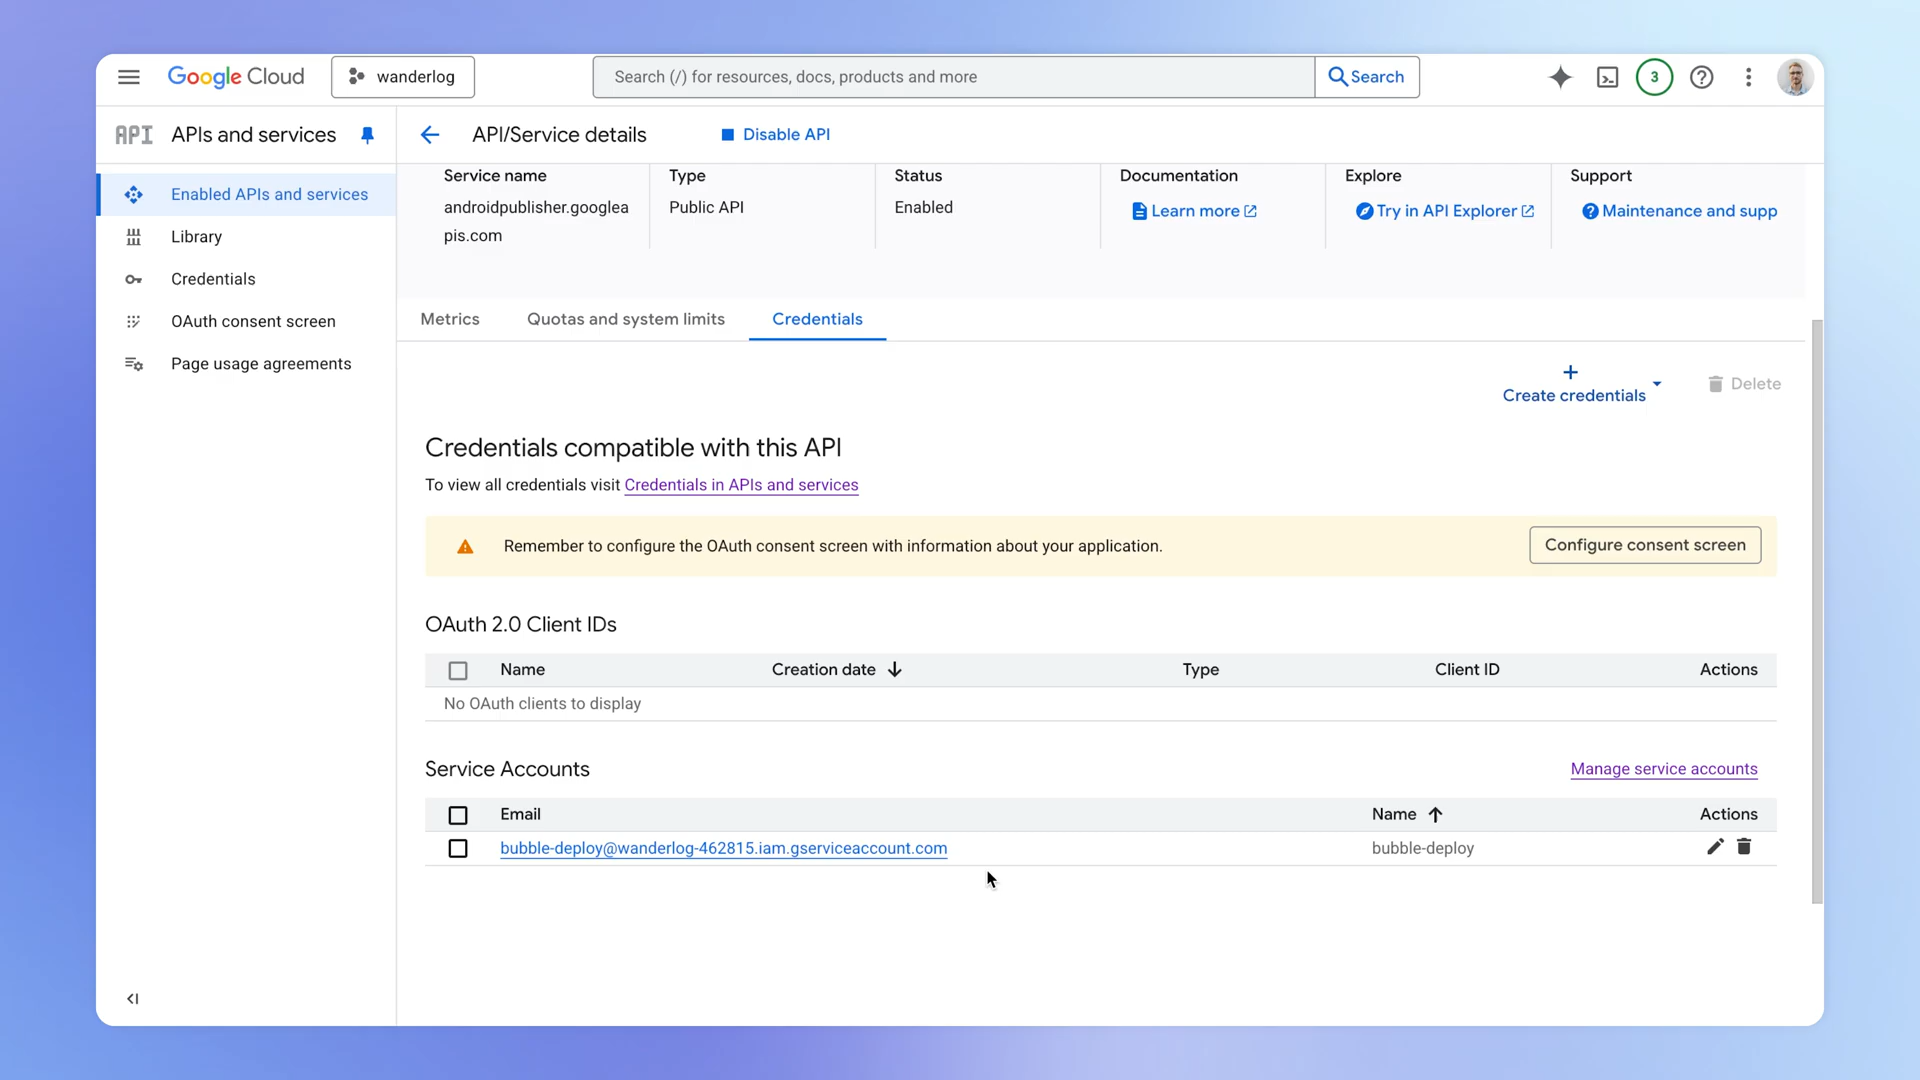 Google Cloud
wanderlog
Search (/) for resources, docs, products and more
Search
3
API
APIs and services
API/Service details
Disable API
Enabled APIs and services
Library
Credentials
OAuth consent screen
Page usage agreements
Service name
androidpublisher.googlea
pis.com
Type
Public API
Status
Enabled
Documentation
Learn more
Explore
Try in API Explorer
Support
Maintenance and supp
Metrics
Quotas and system limits
Credentials
Create credentials
Delete
Credentials compatible with this API
To view all credentials visit Credentials in APIs and services
Remember to configure the OAuth consent screen with information about your application.
Configure consent screen
OAuth 2.0 Client IDs
Name
Creation date
Type
Client ID
Actions
No OAuth clients to display
Service Accounts
Manage service accounts
Email
Name
Actions
bubble-deploy@wanderlog-462815.iam.gserviceaccount.com
bubble-deploy